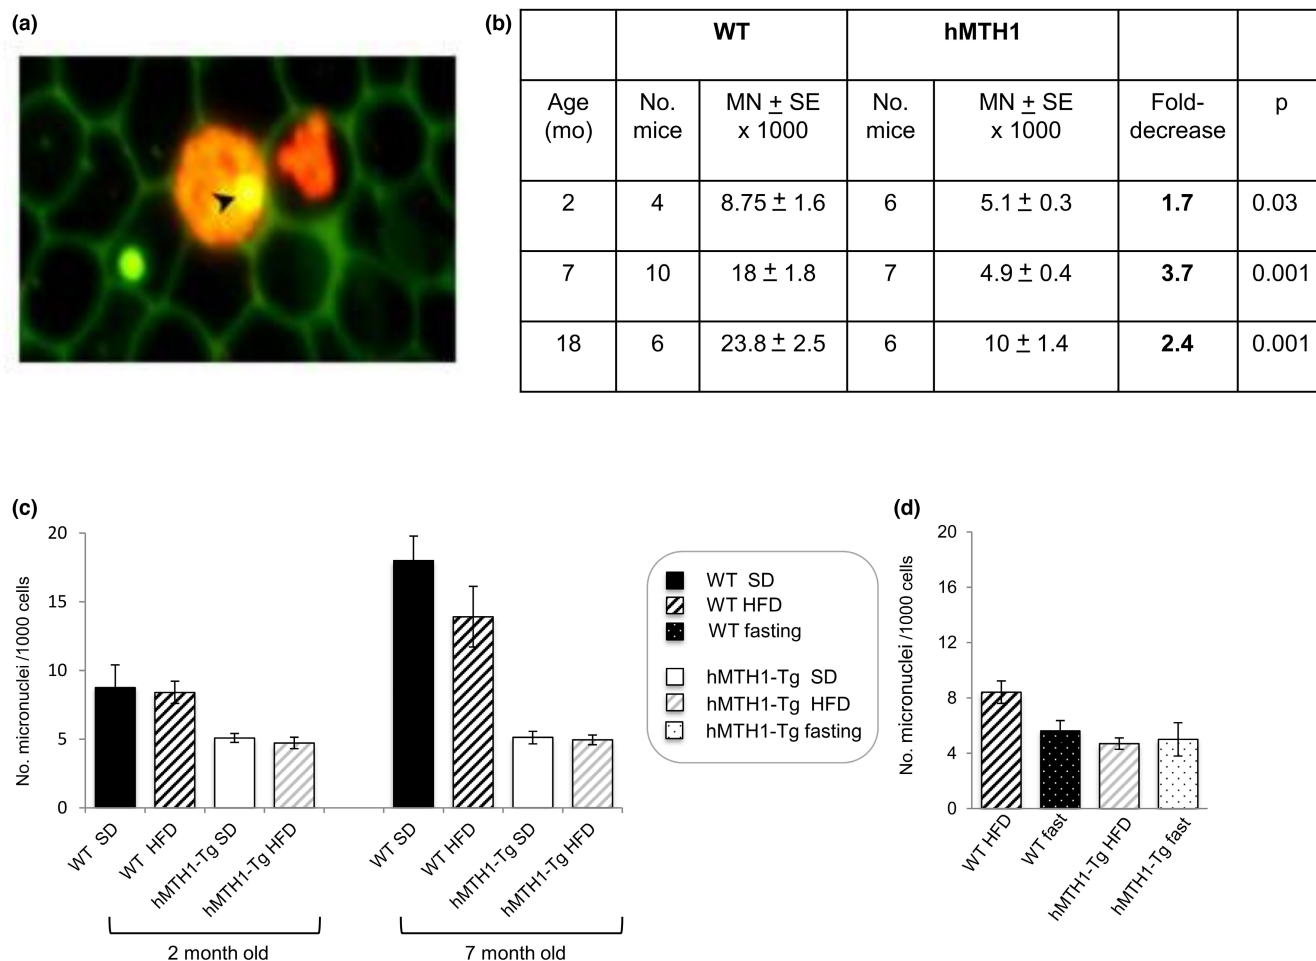 (a)
(b)
WT hMTH1
Age (mo) No. mice MN ± SE x 1000 No. mice MN ± SE x 1000 Fold-decrease p
2 4 8.75 ± 1.6 6 5.1 ± 0.3 1.7 0.03
7 10 18 ± 1.8 7 4.9 ± 0.4 3.7 0.001
18 6 23.8 ± 2.5 6 10 ± 1.4 2.4 0.001
(c)
No. micronuclei /1000 cells
20
15
10
5
0
WT SD
WT HFD
hMTH1-Tg SD
hMTH1-Tg HFD
2 month old
WT SD
WT HFD
hMTH1-Tg SD
hMTH1-Tg HFD
7 month old
WT SD
WT HFD
WT fasting
hMTH1-Tg SD
hMTH1-Tg HFD
hMTH1-Tg fasting
(d)
No. micronuclei /1000 cells
20
16
12
8
4
0
WT HFD
WT fast
hMTH1-Tg HFD
hMTH1-Tg fast